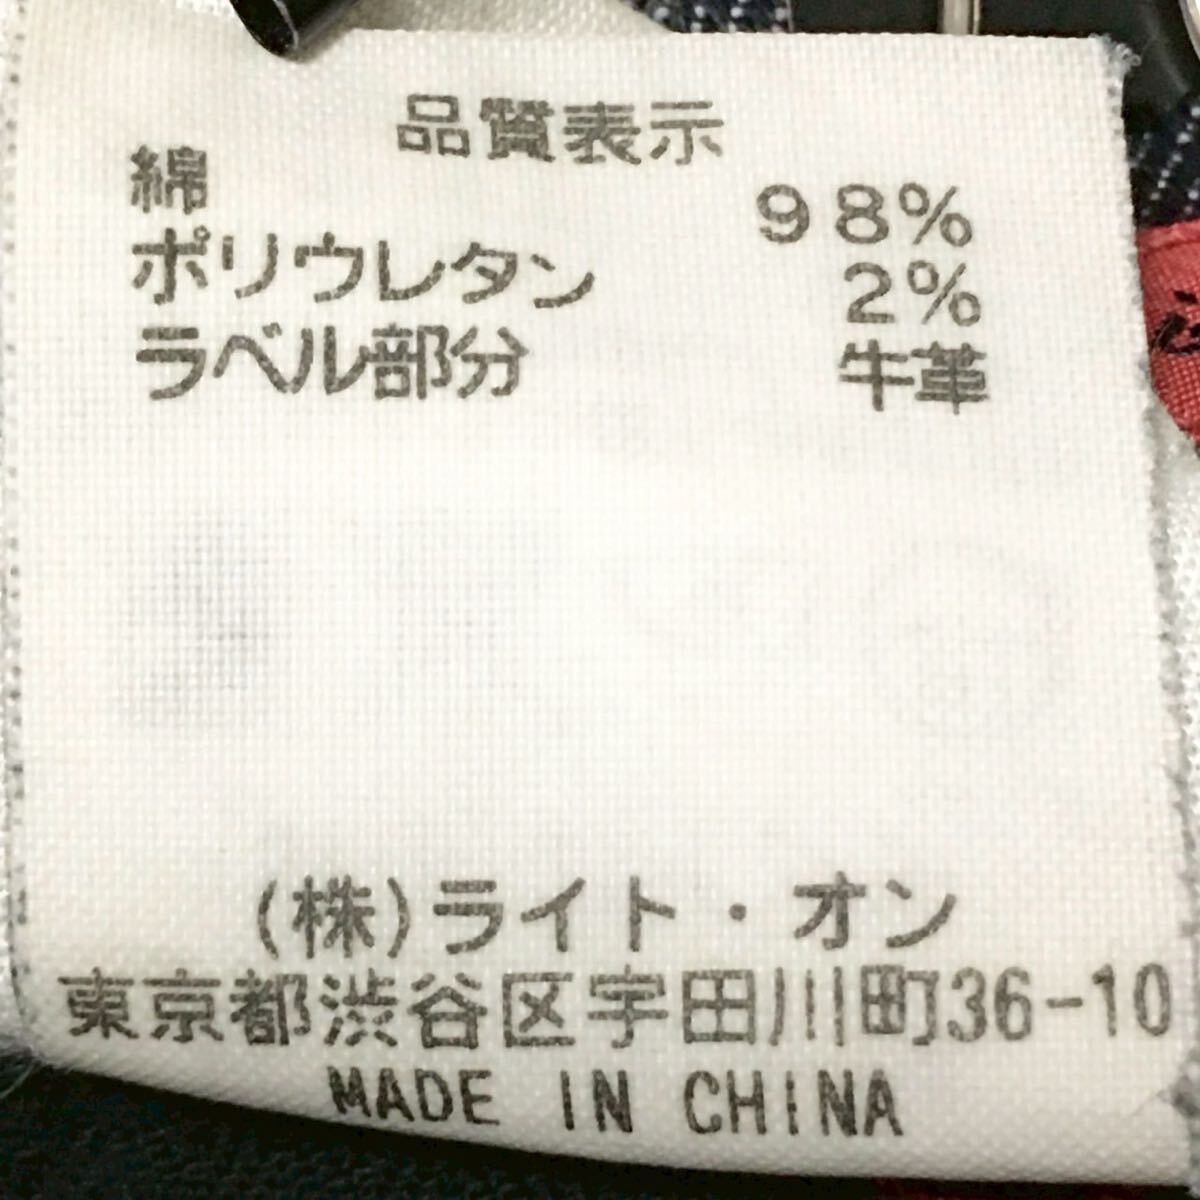 品質表示
綿 98%
ポリウレタン 2%
ラベル部分 牛革
(株)ライト・オン
東京都渋谷区宇田川町36-10
MADE IN CHINA